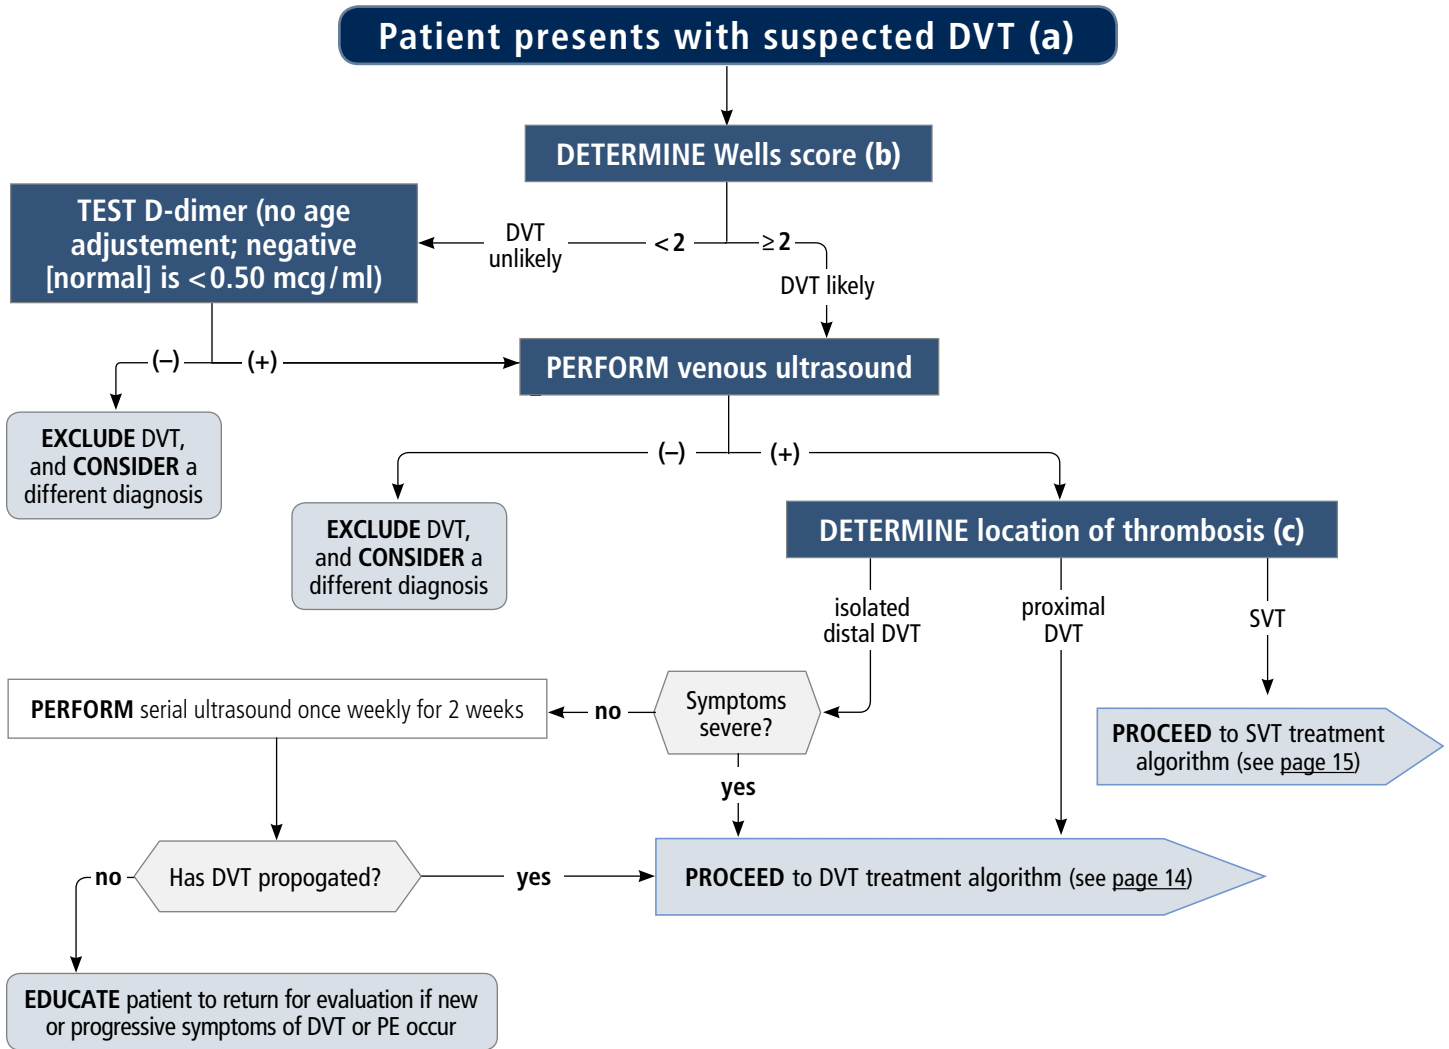 Patient presents with suspected DVT (a)
DETERMINE Wells score (b)
TEST D-dimer (no age
adjustement; negative
[normal] is <0.50 mcg/ml)
DVT
unlikely
<2
≥2
DVT likely
(–)
(+)
PERFORM venous ultrasound
EXCLUDE DVT,
and CONSIDER a
different diagnosis
(–)
(+)
EXCLUDE DVT,
and CONSIDER a
different diagnosis
DETERMINE location of thrombosis (c)
isolated
distal DVT
proximal
DVT
SVT
PERFORM serial ultrasound once weekly for 2 weeks
no
Symptoms
severe?
yes
PROCEED to SVT treatment
algorithm (see page 15)
no
Has DVT propogated?
yes
PROCEED to DVT treatment algorithm (see page 14)
EDUCATE patient to return for evaluation if new
or progressive symptoms of DVT or PE occur